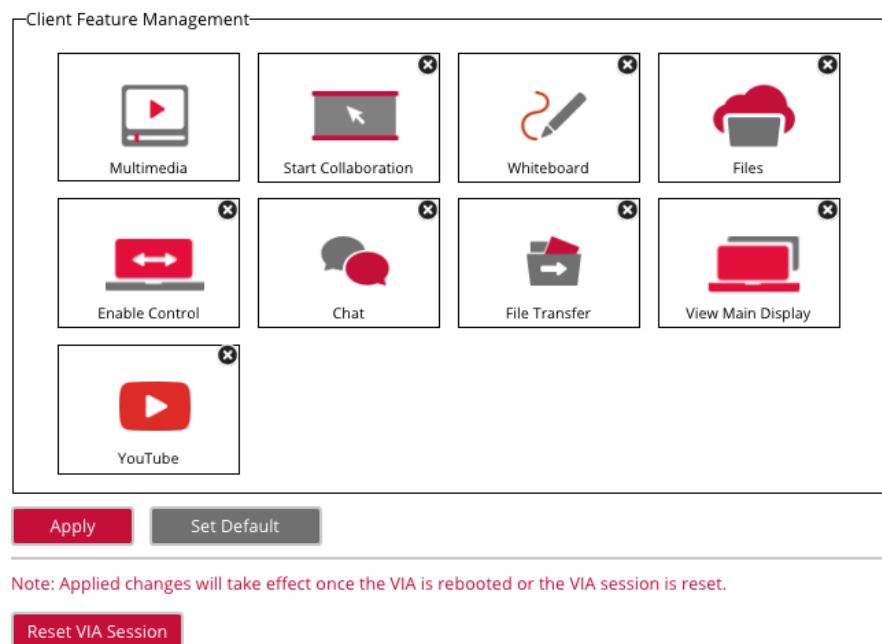 Client Feature Management
Multimedia
Start Collaboration
Whiteboard
Files
Enable Control
Chat
File Transfer
View Main Display
YouTube
Apply
Set Default
Note: Applied changes will take effect once the VIA is rebooted or the VIA session is reset.
Reset VIA Session